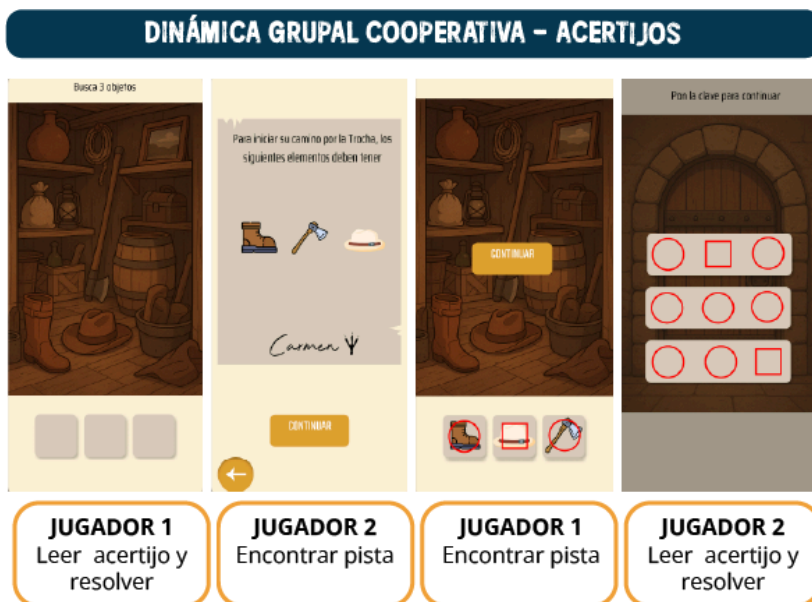 DINÁMICA GRUPAL COOPERATIVA – ACERTIJOS
Busca 3 objetos
Para iniciar su camino por la Trocha, los
siguientes elementos deben tener
Carmen
CONTINUAR
CONTINUAR
Pon la clave para continuar
JUGADOR 1
Leer acertijo y
resolver
JUGADOR 2
Encontrar pista
JUGADOR 1
Encontrar pista
JUGADOR 2
Leer acertijo y
resolver